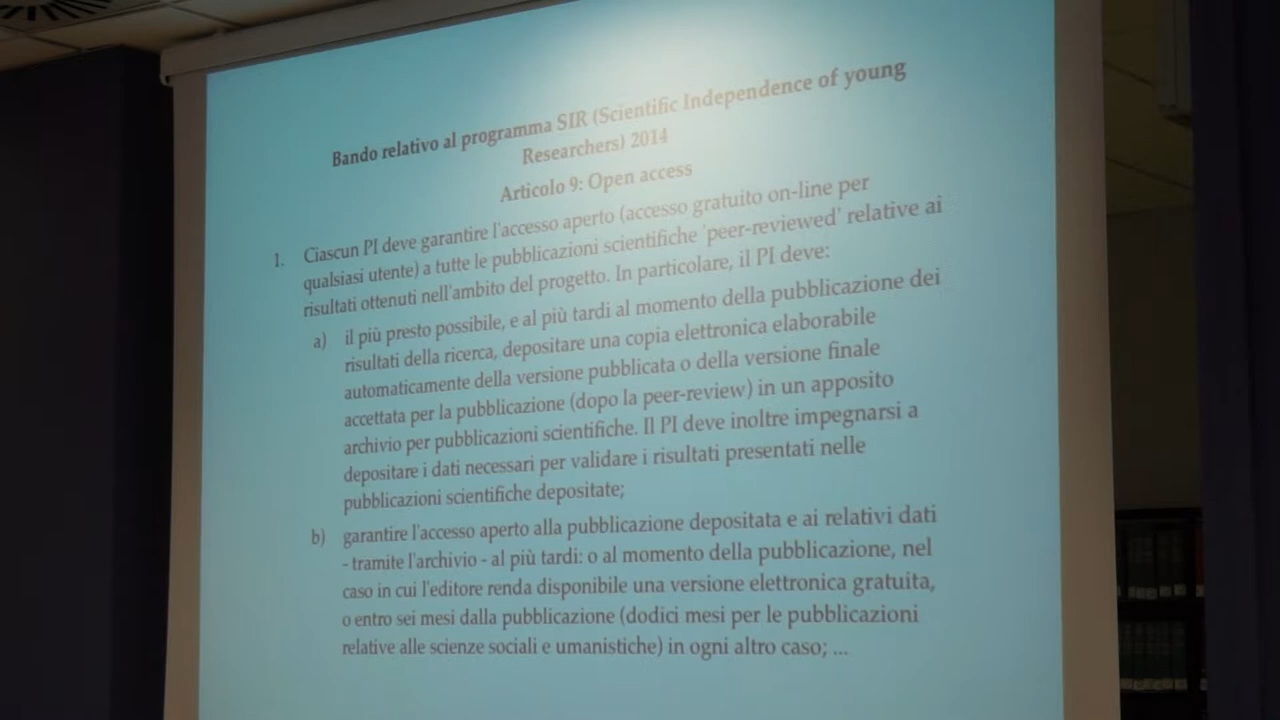 Bando relativo al programma SIR (Scientific Independence of young
Researchers) 2014
Articolo 9: Open access
1. Ciascun PI deve garantire l'accesso aperto (accesso gratuito on-line per
qualsiasi utente) a tutte le pubblicazioni scientifiche 'peer-reviewed' relative ai
risultati ottenuti nell'ambito del progetto. In particolare, il PI deve:
a) il più presto possibile, e al più tardi al momento della pubblicazione dei
risultati della ricerca, depositare una copia elettronica elaborabile
automaticamente della versione pubblicata o della versione finale
accettata per la pubblicazione (dopo la peer-review) in un apposito
archivio per pubblicazioni scientifiche. Il PI deve inoltre impegnarsi a
depositare i dati necessari per validare i risultati presentati nelle
pubblicazioni scientifiche depositate;
b) garantire l'accesso aperto alla pubblicazione depositata e ai relativi dati
- tramite l'archivio - al più tardi: o al momento della pubblicazione, nel
caso in cui l'editore renda disponibile una versione elettronica gratuita,
o entro sei mesi dalla pubblicazione (dodici mesi per le pubblicazioni
relative alle scienze sociali e umanistiche) in ogni altro caso; ...